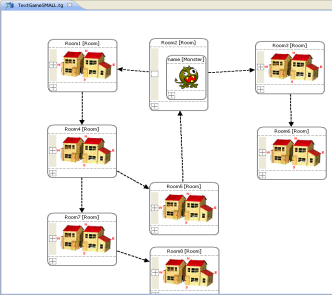 TextGameSMALL.tg
Room1 [Room]
Room2 [Room]
name [Monster]
Room3 [Room]
Room4 [Room]
Room6 [Room]
Room5 [Room]
Room7 [Room]
Room8 [Room]